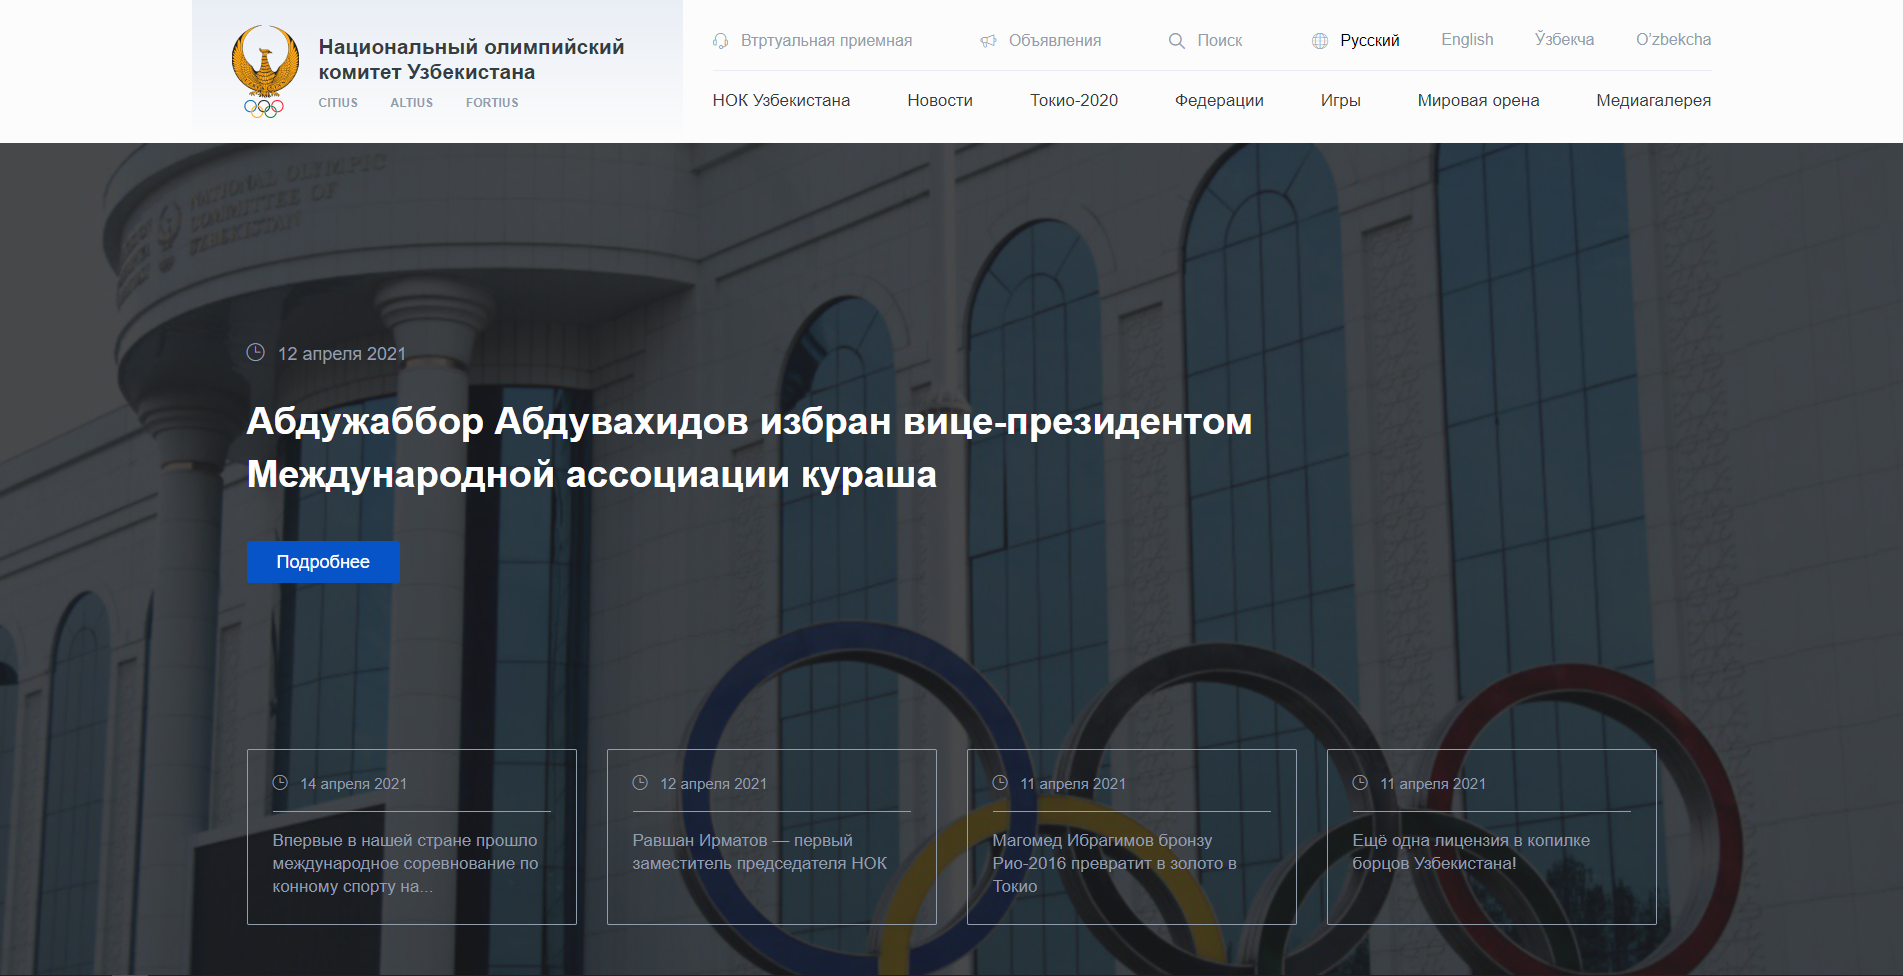 Национальный олимпийский
комитет Узбекистана
CITIUS ALTIUS FORTIUS
Втртуальная приемная Объявления Поиск Русский English Ўзбекча O'zbekcha
НОК Узбекистана Новости Токио-2020 Федерации Игры Мировая орена Медиагалерея
NATIONAL OLYMPIC
COMMITTEE OF
UZBEKISTAN
12 апреля 2021
Абдужаббор Абдувахидов избран вице-президентом
Международной ассоциации кураша
Подробнее
14 апреля 2021
Впервые в нашей стране прошло
международное соревнование по
конному спорту на...
12 апреля 2021
Равшан Ирматов — первый
заместитель председателя НОК
11 апреля 2021
Магомед Ибрагимов бронзу
Рио-2016 превратит в золото в
Токио
11 апреля 2021
Ещё одна лицензия в копилке
борцов Узбекистана!